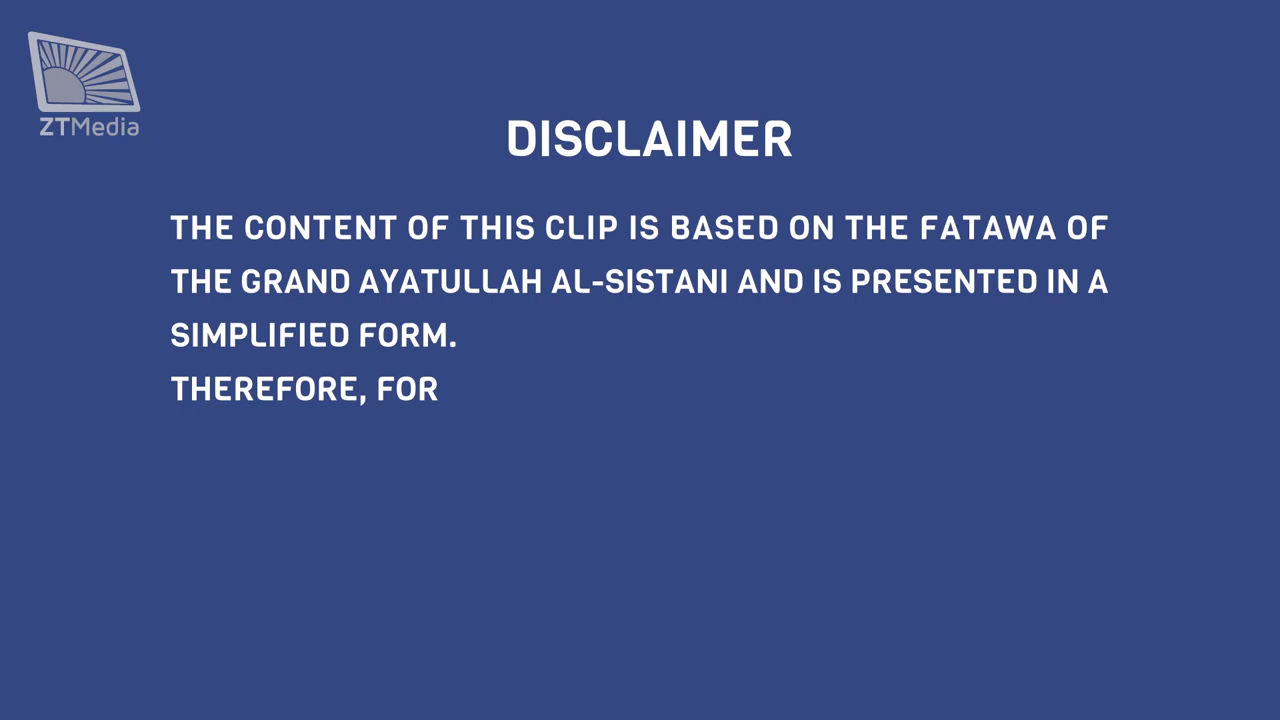 ZTMedia
DISCLAIMER
THE CONTENT OF THIS CLIP IS BASED ON THE FATAWA OF
THE GRAND AYATULLAH AL-SISTANI AND IS PRESENTED IN A
SIMPLIFIED FORM.
THEREFORE, FOR